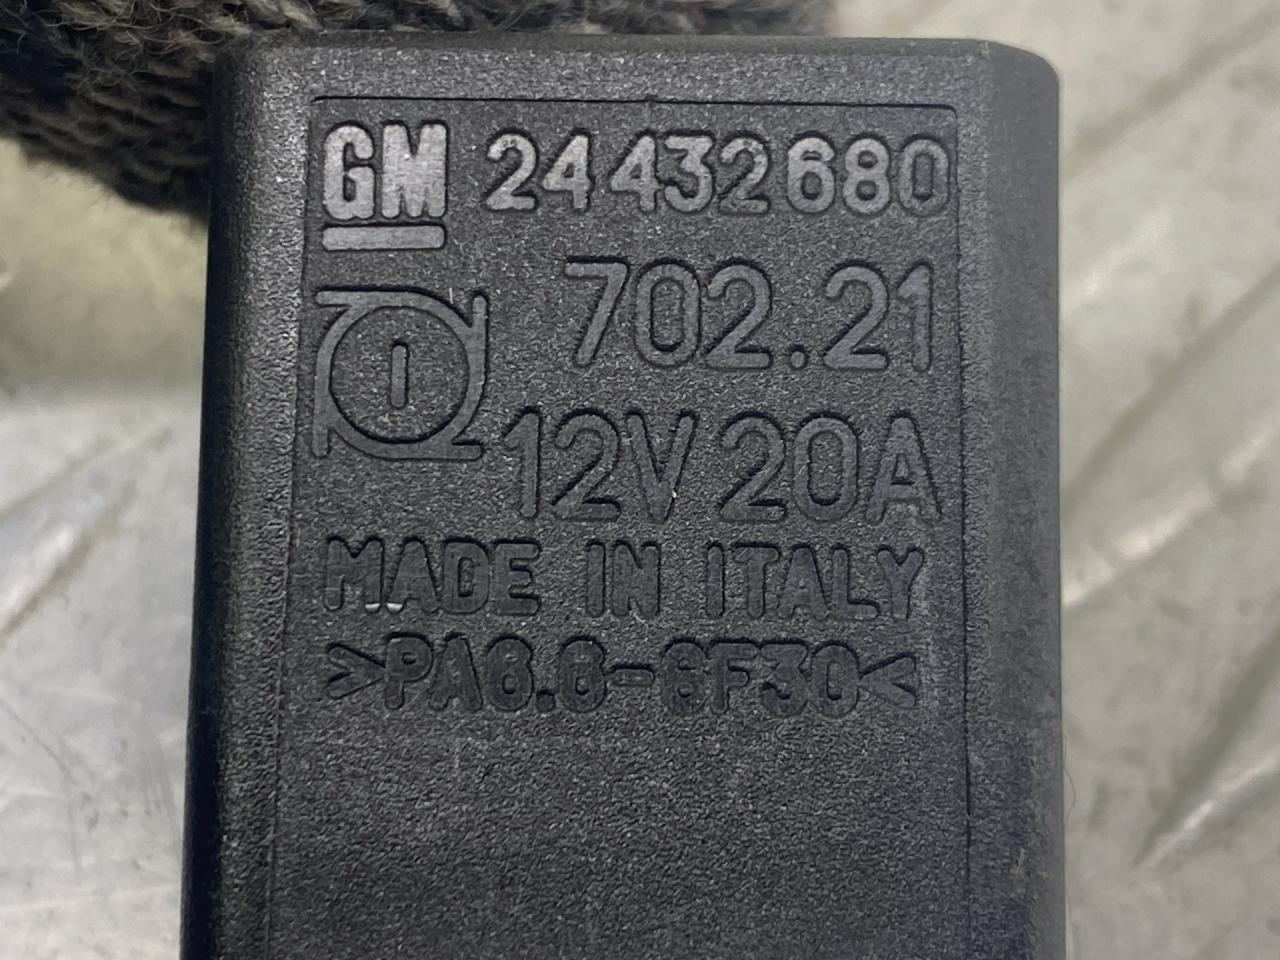 GM 24432680
702.21
12V 20A
MADE IN ITALY
>PA6.6-GF30<